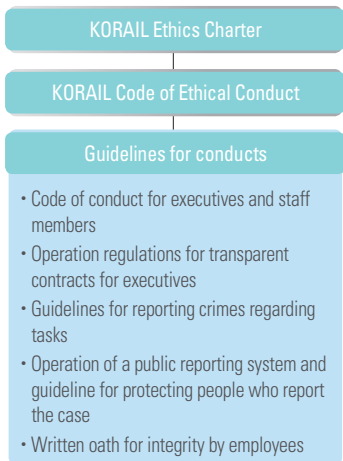 KORAIL Ethics Charter
KORAIL Code of Ethical Conduct
Guidelines for conducts
• Code of conduct for executives and staff
members
• Operation regulations for transparent
contracts for executives
• Guidelines for reporting crimes regarding
tasks
• Operation of a public reporting system and
guideline for protecting people who report
the case
• Written oath for integrity by employees